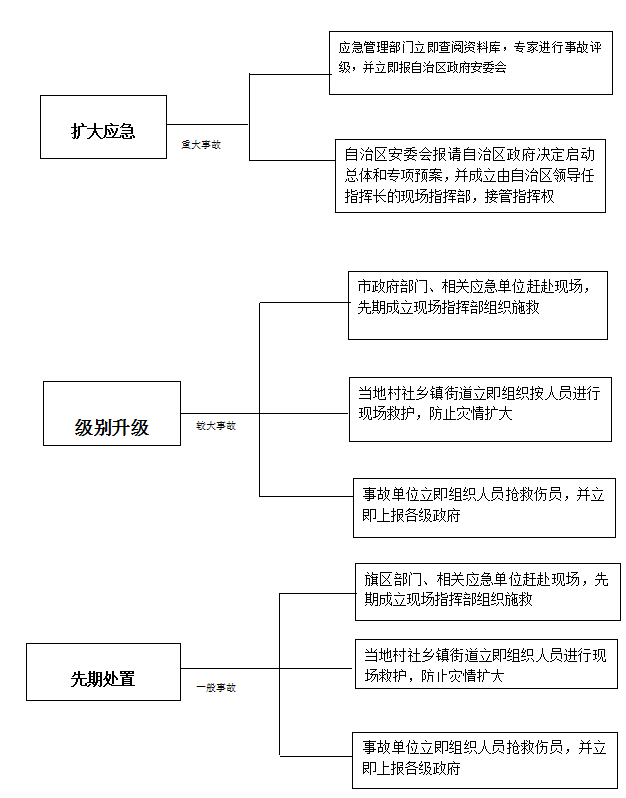 应急管理部门立即查阅资料库，专家进行事故评
级，并立即报自治区政府安委会
扩大应急
重大事故
自治区安委会报请自治区政府决定启动
总体和专项预案，并成立由自治区领导任
指挥长的现场指挥部，接管指挥权
市政府部门、相关应急单位赶赴现场，
先期成立现场指挥部组织施救
级别升级
较大事故
当地村社乡镇街道立即组织按人员进行
现场救护，防止灾情扩大
事故单位立即组织人员抢救伤员，并立
即上报各级政府
旗区部门、相关应急单位赶赴现场，先
期成立现场指挥部组织施救
先期处置
一般事故
当地村社乡镇街道立即组织人员进行现
场救护，防止灾情扩大
事故单位立即组织人员抢救伤员，并立
即上报各级政府